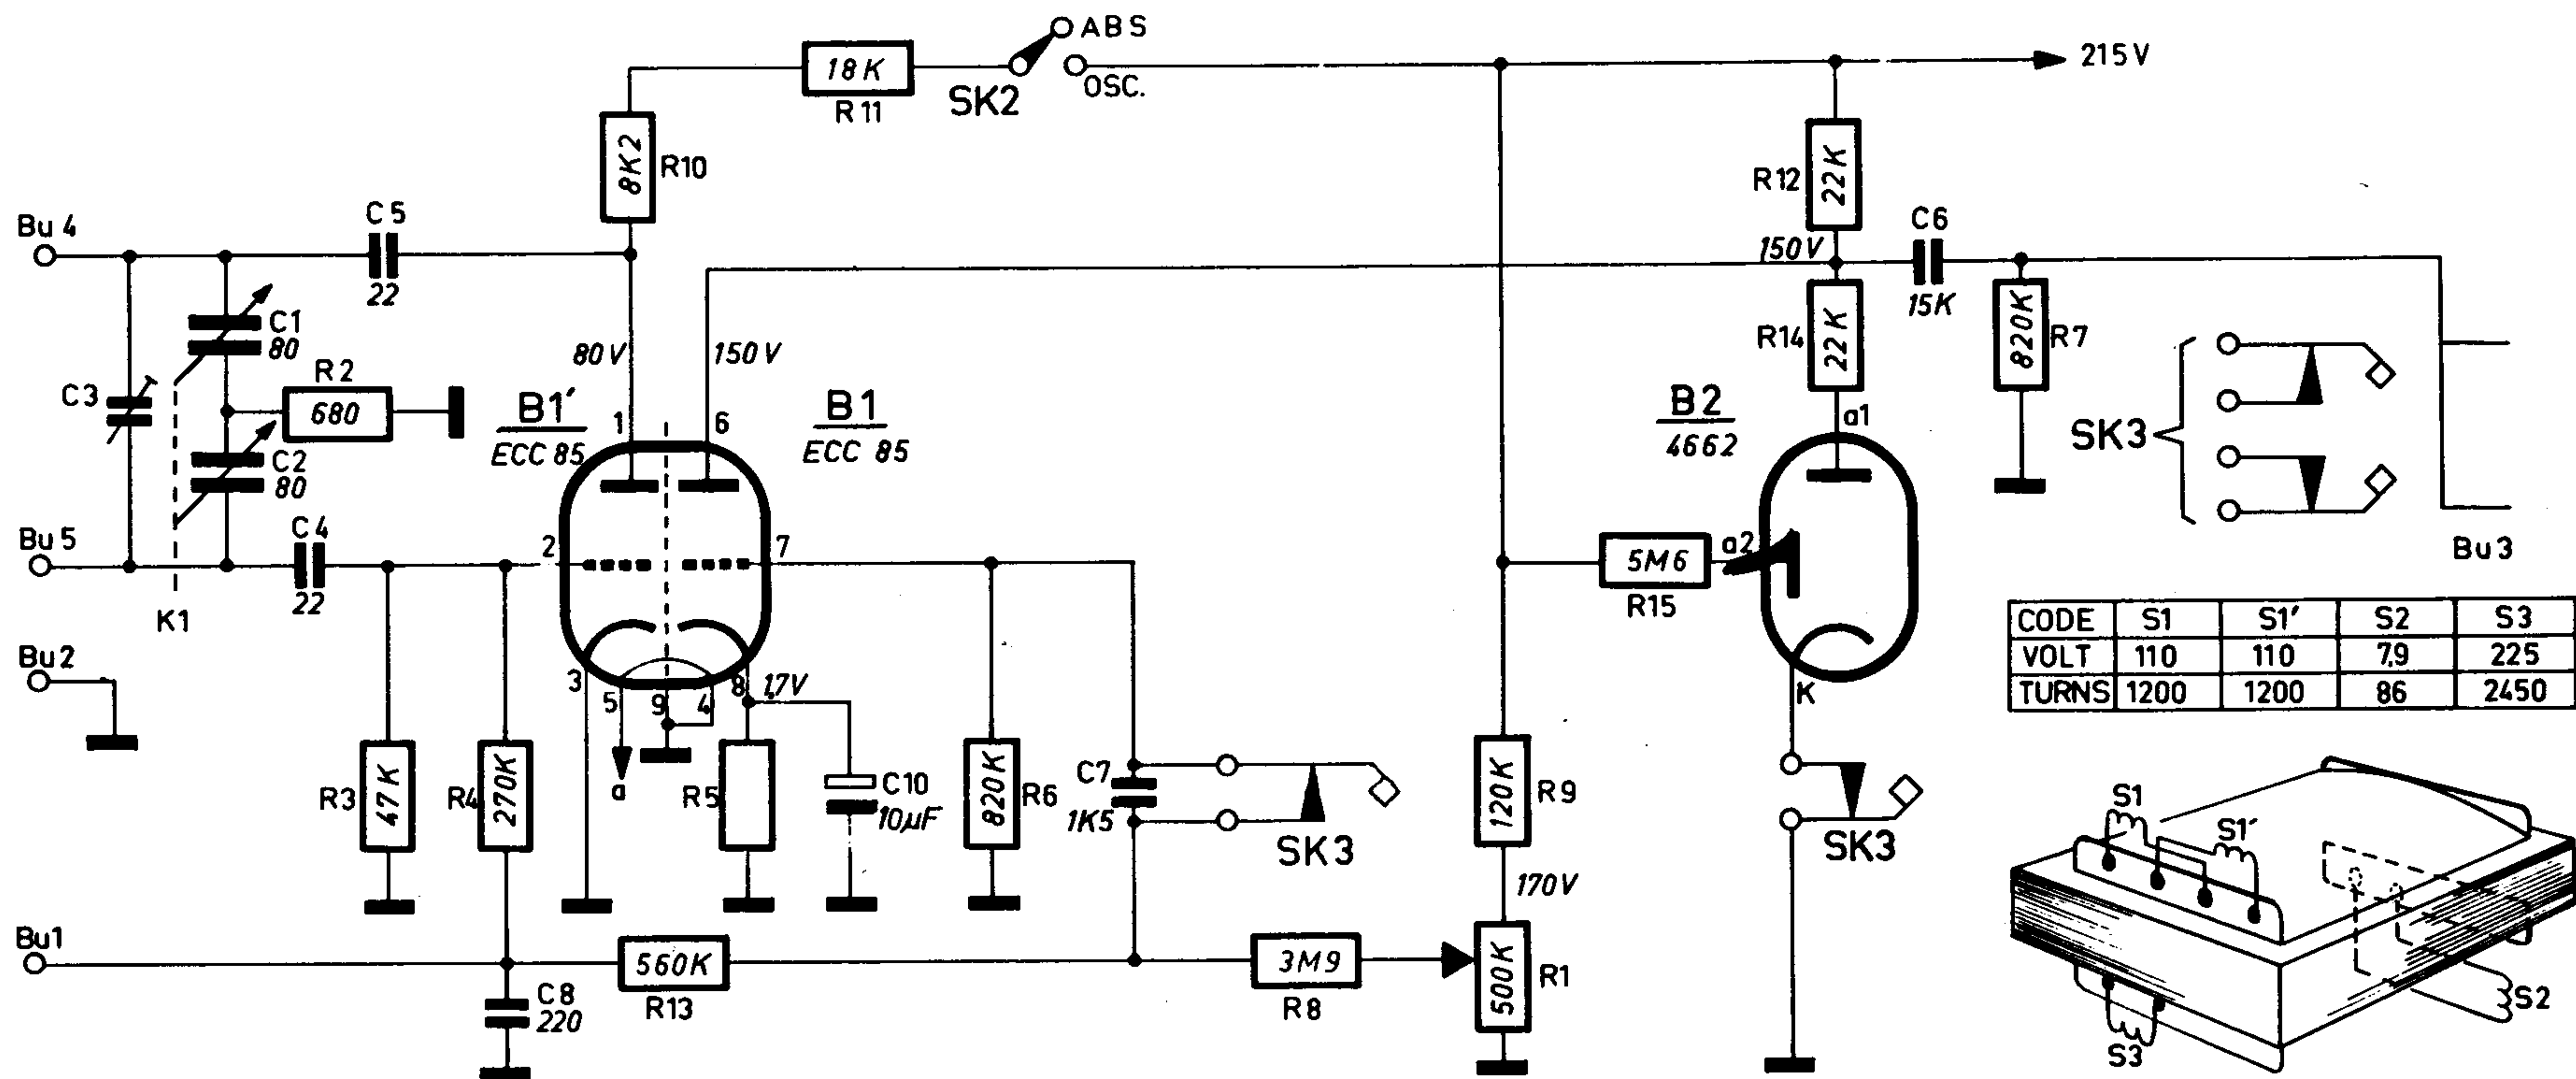 ABS
OSC.
SK2
18K
R11
215V
8K2
R10
R12
22K
Bu 4
C5
22
150V
C6
15K
C1
80
R14
22K
820K
R7
80V
150V
C3
R2
680
B1′
ECC 85
1
6
B1
ECC 85
B2
4662
a1
SK3
C2
80
Bu 5
C4
22
2
7
5M6
R15
a2
Bu3
K1
Bu2
3
5
9
4
8
1,7V
K
CODE S1 S1′ S2 S3
VOLT 110 110 7,9 225
TURNS 1200 1200 86 2450
R3
47K
R4
270K
a
R5
C10
10µF
820K
R6
C7
1K5
SK3
120K
R9
SK3
170V
S1
S1′
Bu1
560K
R13
C8
220
3M9
R8
500K
R1
S2
S3